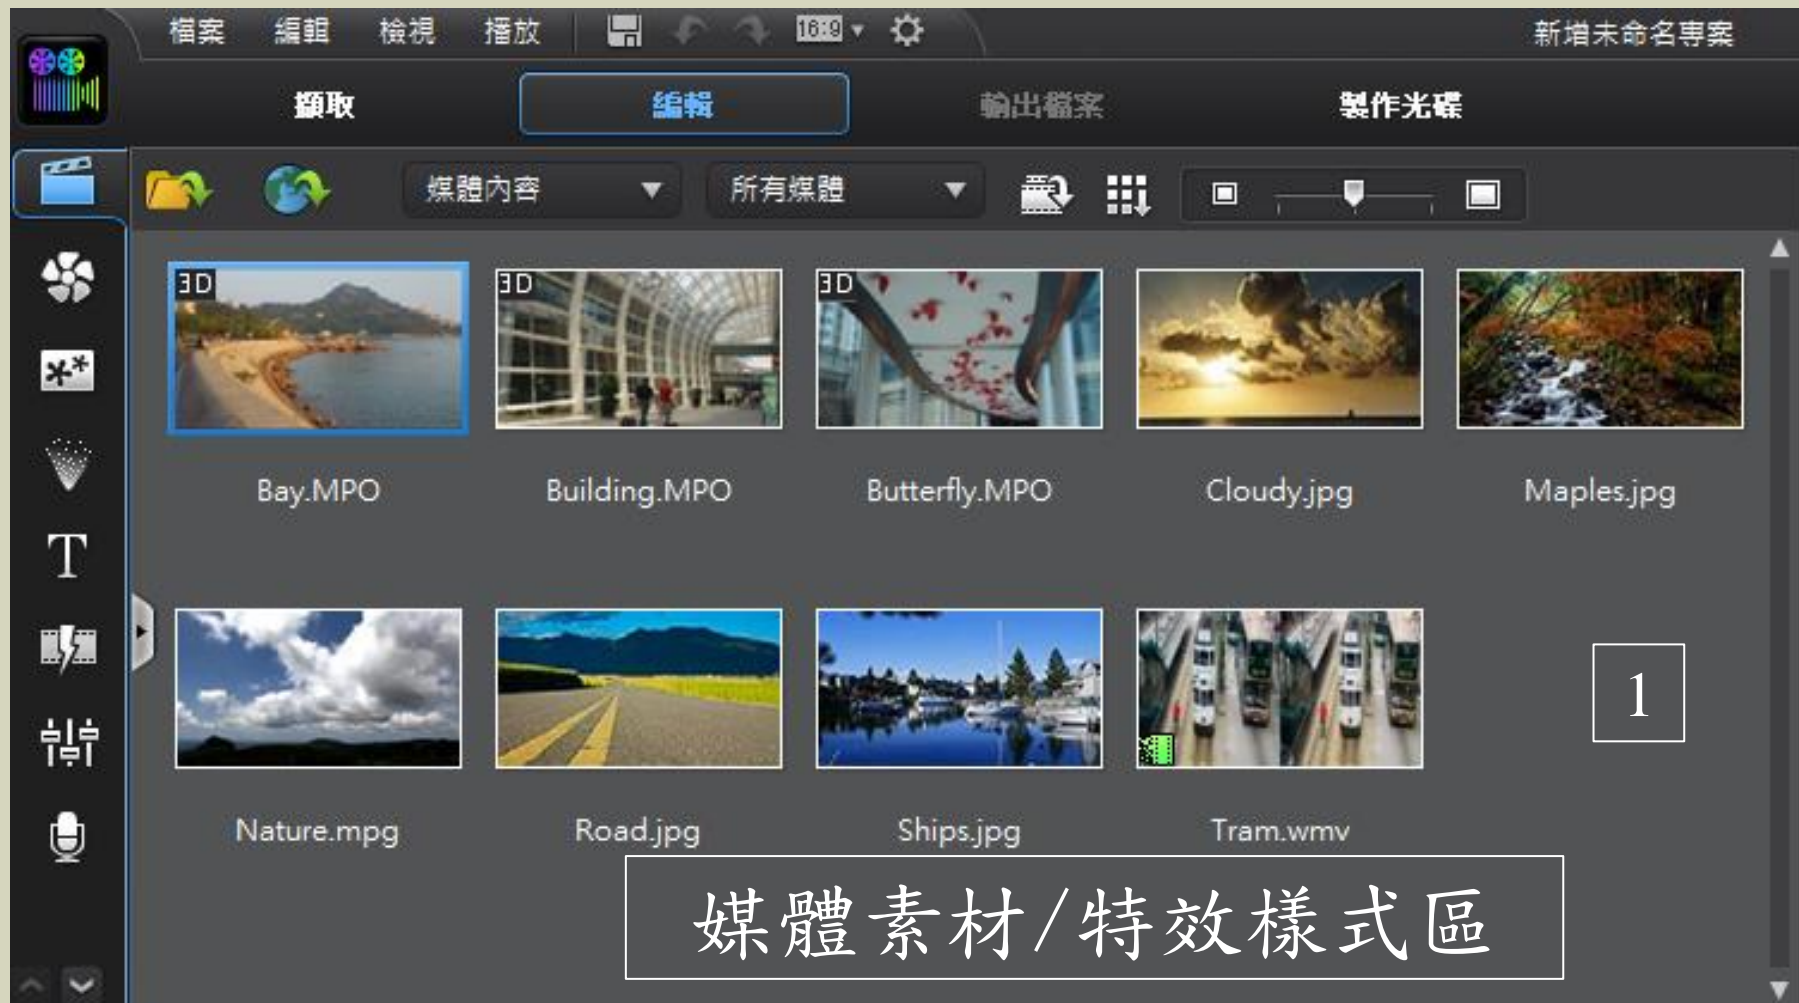 檔案 編輯 檢視 播放 16:9 新增未命名專案
擷取 編輯 輸出檔案 製作光碟
媒體內容 所有媒體
3D 3D 3D
Bay.MPO Building.MPO Butterfly.MPO Cloudy.jpg Maples.jpg
T
1
Nature.mpg Road.jpg Ships.jpg Tram.wmv
媒體素材/特效樣式區